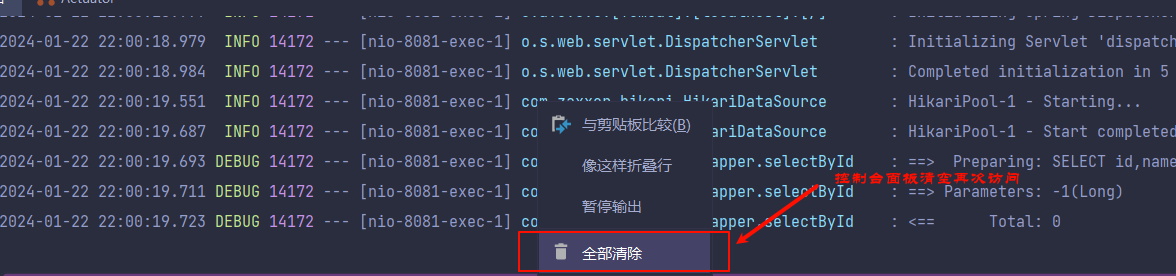 Actuator
2024-01-22 22:00:18.979 INFO 14172 --- [nio-8081-exec-1] o.s.web.servlet.DispatcherServlet : Initializing Servlet 'dispatc
2024-01-22 22:00:18.984 INFO 14172 --- [nio-8081-exec-1] o.s.web.servlet.DispatcherServlet : Completed initialization in 5
2024-01-22 22:00:19.551 INFO 14172 --- [nio-8081-exec-1] com.zaxxer.hikari.HikariDataSource : HikariPool-1 - Starting...
与剪贴板比较(B)
2024-01-22 22:00:19.687 INFO 14172 --- [nio-8081-exec-1] co ariDataSource : HikariPool-1 - Start completed
2024-01-22 22:00:19.693 DEBUG 14172 --- [nio-8081-exec-1] co apper.selectById : ==> Preparing: SELECT id,name
像这样折叠行
控制台面板清空再次访问
2024-01-22 22:00:19.711 DEBUG 14172 --- [nio-8081-exec-1] co apper.selectById : ==> Parameters: -1(Long)
暂停输出
2024-01-22 22:00:19.723 DEBUG 14172 --- [nio-8081-exec-1] co apper.selectById : <== Total: 0
全部清除